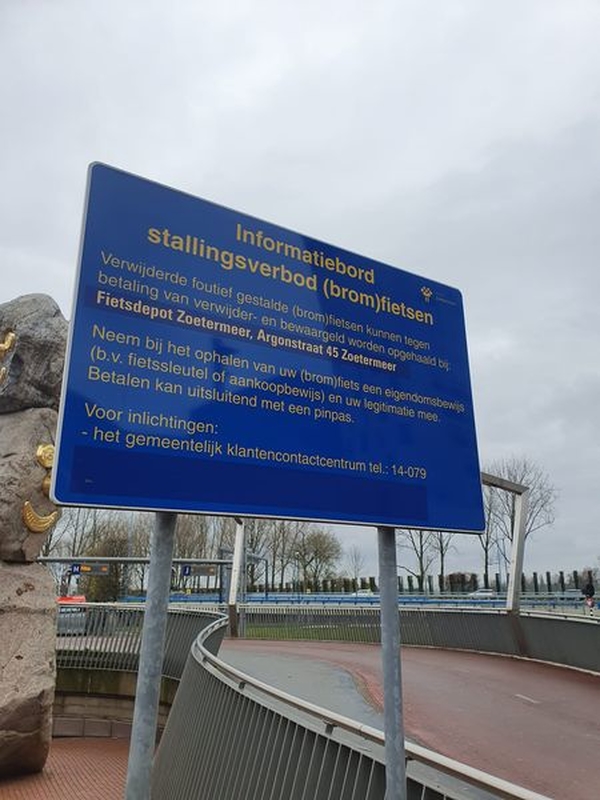 Informatiebord
stallingsverbod (brom)fietsen
Verwijderde foutief gestalde (brom)fietsen kunnen tegen
betaling van verwijder- en bewaargeld worden opgehaald bij:
Fietsdepot Zoetermeer, Argonstraat 45 Zoetermeer
Neem bij het ophalen van uw (brom)fiets een eigendomsbewijs
(b.v. fietssleutel of aankoopbewijs) en uw legitimatie mee.
Betalen kan uitsluitend met een pinpas.
Voor inlichtingen:
- het gemeentelijk klantencontactcentrum tel.: 14-079